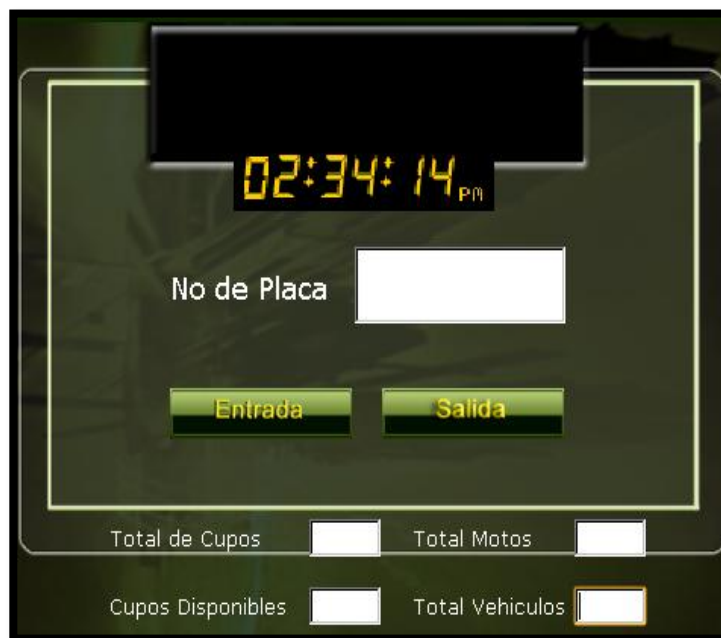 02:34:14 PM
No de Placa
Entrada Salida
Total de Cupos Total Motos
Cupos Disponibles Total Vehiculos